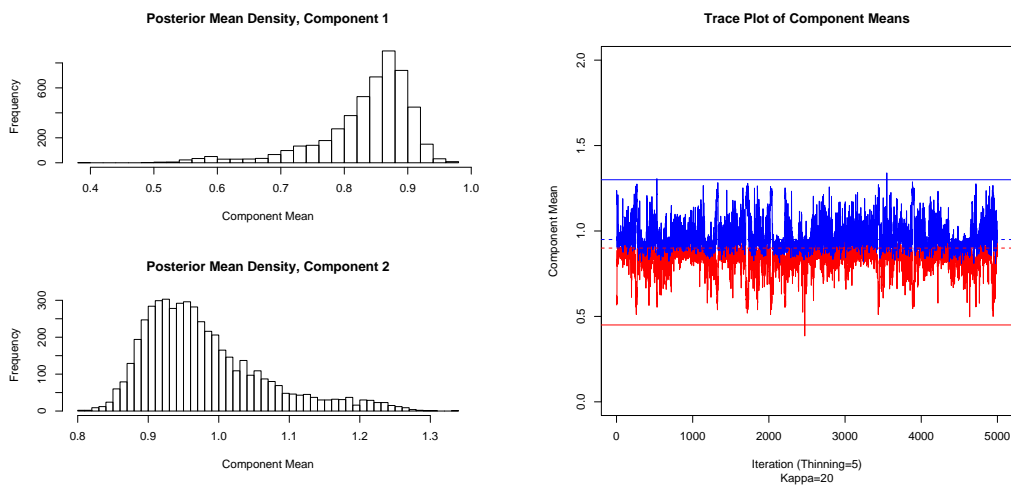 Posterior Mean Density, Component 1
Frequency
0 200 600
0.4 0.5 0.6 0.7 0.8 0.9 1.0
Component Mean
Posterior Mean Density, Component 2
Frequency
0 100 200 300
0.8 0.9 1.0 1.1 1.2 1.3
Component Mean
Trace Plot of Component Means
Component Mean
0.0 0.5 1.0 1.5 2.0
0 1000 2000 3000 4000 5000
Iteration (Thinning=5)
Kappa=20